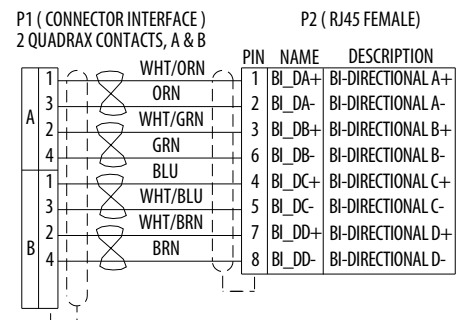 P1 ( CONNECTOR INTERFACE ) P2 ( RJ45 FEMALE)
2 QUADRAX CONTACTS, A & B
PIN NAME DESCRIPTION
A 1 WHT/ORN 1 BI_DA+ BI-DIRECTIONAL A+
3 ORN 2 BI_DA- BI-DIRECTIONAL A-
2 WHT/GRN 3 BI_DB+ BI-DIRECTIONAL B+
4 GRN 6 BI_DB- BI-DIRECTIONAL B-
B 1 BLU 4 BI_DC+ BI-DIRECTIONAL C+
3 WHT/BLU 5 BI_DC- BI-DIRECTIONAL C-
2 WHT/BRN 7 BI_DD+ BI-DIRECTIONAL D+
4 BRN 8 BI_DD- BI-DIRECTIONAL D-